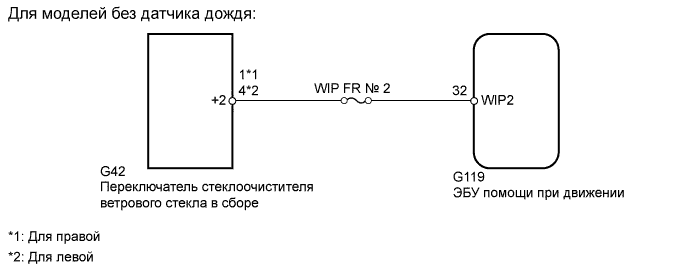 Для моделей без датчика дождя:
1*1
WIP FR № 2
+2
4*2
32
WIP2
G42
Переключатель стеклоочистителя
ветрового стекла в сборе
G119
ЭБУ помощи при движении
*1: Для правой
*2: Для левой